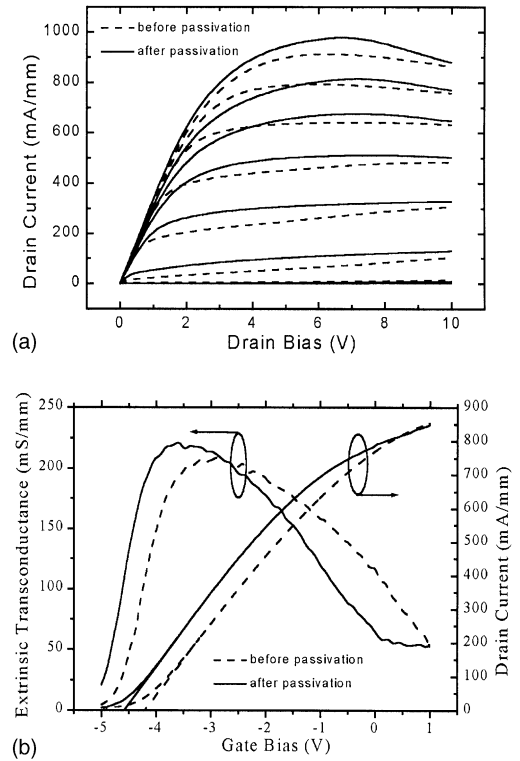 1000
800
600
400
200
0
Drain Current (mA/mm)
before passivation
after passivation
0 2 4 6 8 10
Drain Bias (V)
(a)
250
200
150
100
50
0
Extrinsic Transconductance (mS/mm)
900
800
700
600
500
400
300
200
100
0
Drain Current (mA/mm)
before passivation
after passivation
-5 -4 -3 -2 -1 0 1
Gate Bias (V)
(b)